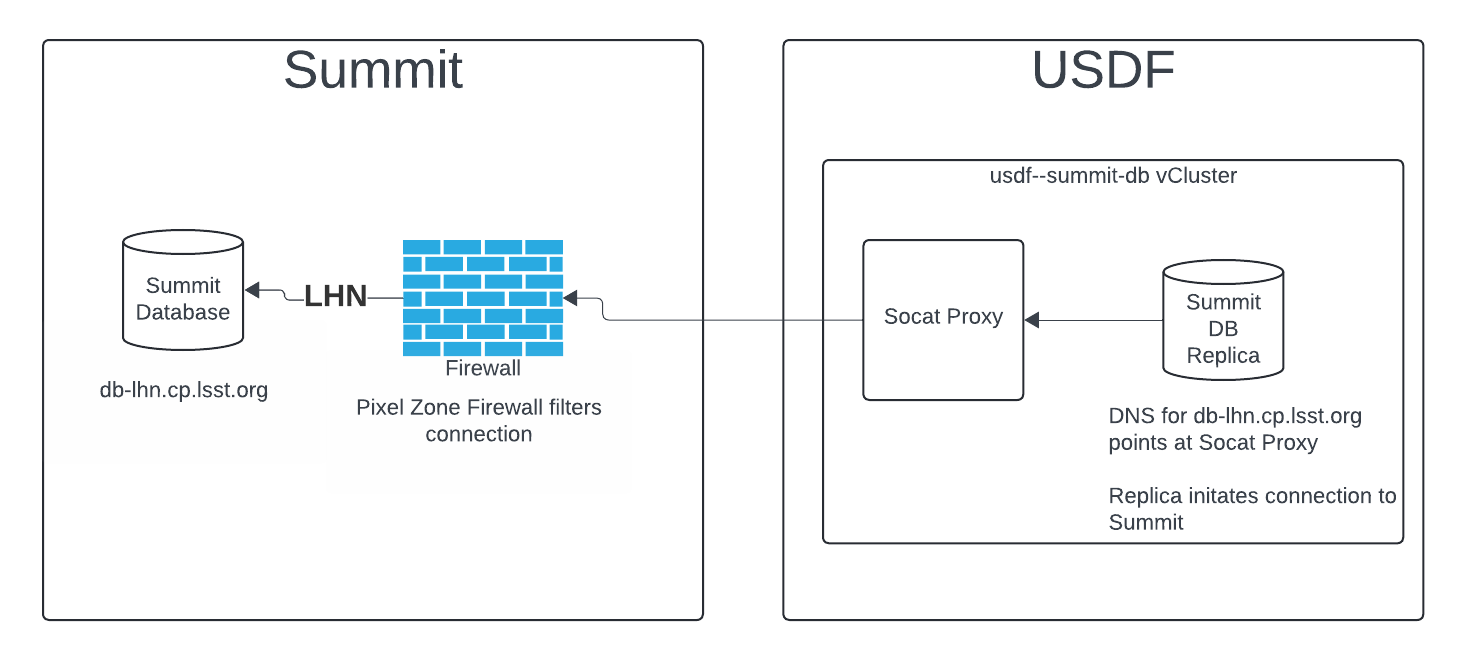 Summit
USDF
usdf--summit-db vCluster
Summit
Database
LHN
Firewall
Pixel Zone Firewall filters
connection
db-lhn.cp.lsst.org
Socat Proxy
Summit
DB
Replica
DNS for db-lhn.cp.lsst.org
points at Socat Proxy
Replica initates connection to
Summit